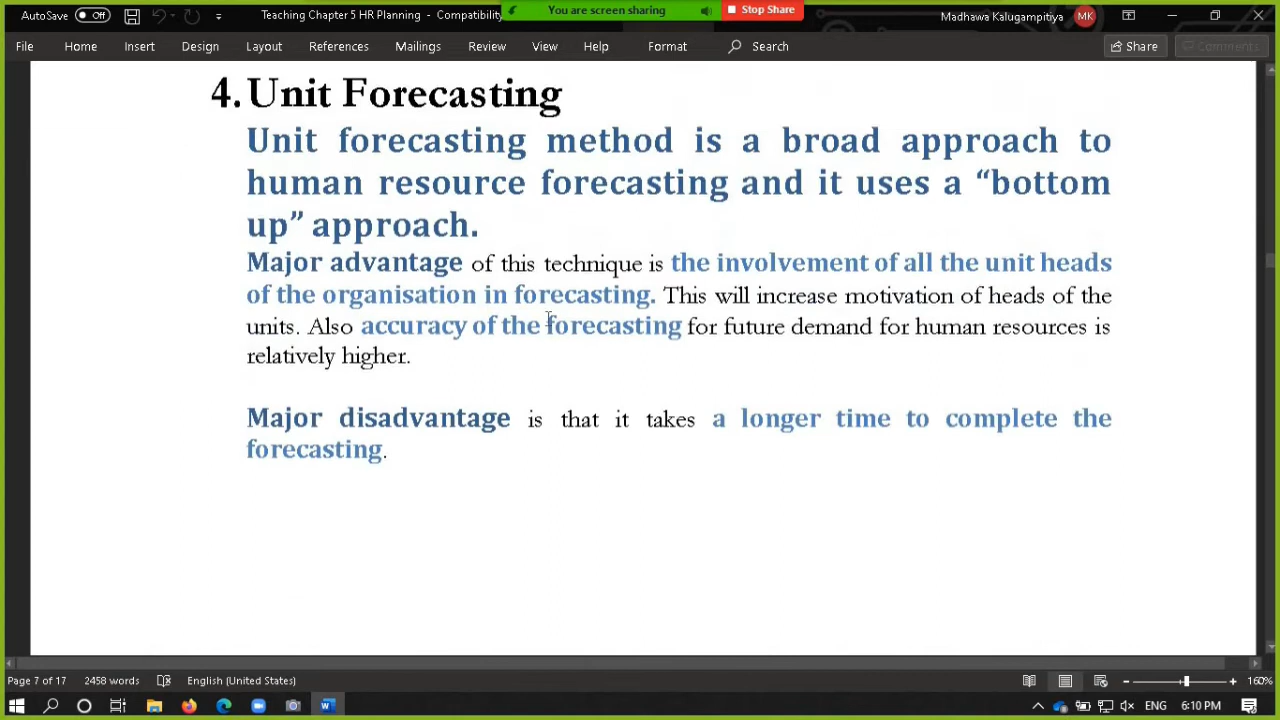 AutoSave Off Teaching Chapter 5 HR Planning - Compatibility You are screen sharing Stop Share Madhawa Kalugampitiya MK
File Home Insert Design Layout References Mailings Review View Help Format Search Share Comments
4. Unit Forecasting
Unit forecasting method is a broad approach to
human resource forecasting and it uses a “bottom
up” approach.
Major advantage of this technique is the involvement of all the unit heads
of the organisation in forecasting. This will increase motivation of heads of the
units. Also accuracy of the forecasting for future demand for human resources is
relatively higher.
Major disadvantage is that it takes a longer time to complete the
forecasting.
Page 7 of 17 2458 words English (United States) 160%
ENG 6:10 PM